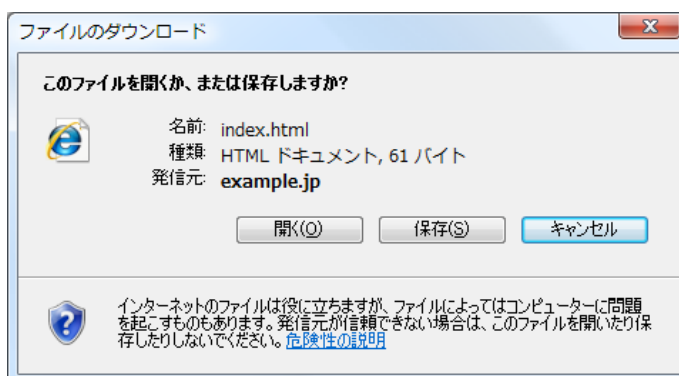 ファイルのダウンロード
このファイルを開くか、または保存しますか?
名前: index.html
種類: HTML ドキュメント, 61 バイト
発信元: example.jp
開く(O) 保存(S) キャンセル
インターネットのファイルは役に立ちますが、ファイルによってはコンピューターに問題
を起こすものもあります。発信元が信頼できない場合は、このファイルを開いたり保
存したりしないでください。危険性の説明